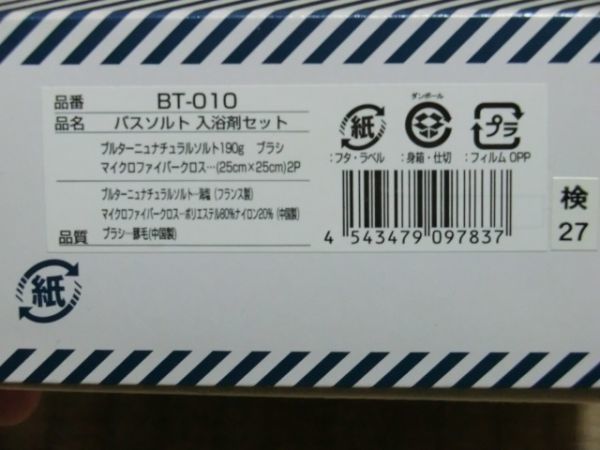 品番 BT-010
品名 バスソルト 入浴剤セット
ブルターニュナチュラルソルト190g ブラシ
マイクロファイバークロス…(25cm×25cm)2P
ブルターニュナチュラルソルト…海塩 (フランス製)
マイクロファイバークロス…ポリエステル80%ナイロン20% (中国製)
品質 ブラシ…豚毛(中国製)
紙
:フタ・ラベル
ダンボール
:身箱・仕切
プラ
:フィルム OPP
4 543479 097837
検
27
紙